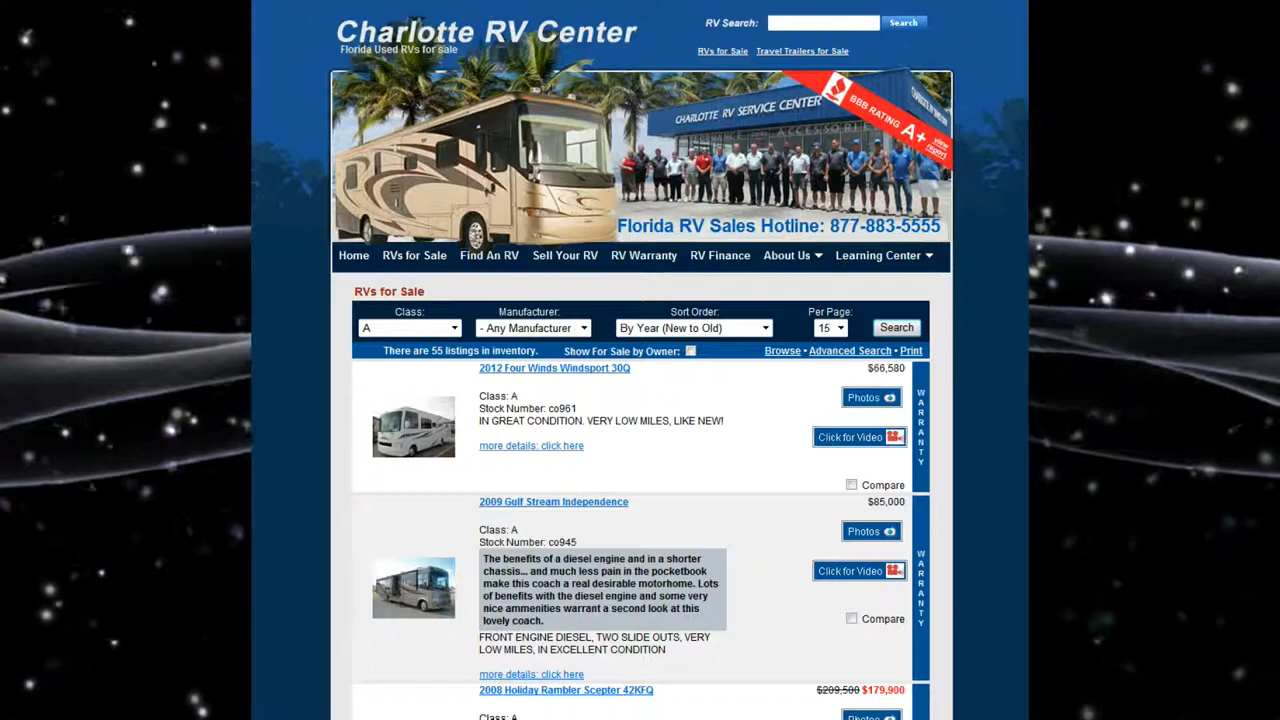 Charlotte RV Center
Florida Used RVs for sale
RV Search:
Search
RVs for Sale Travel Trailers for Sale
CHARLOTTE RV SERVICE CENTER
BBB RATING A+
view report
Florida RV Sales Hotline: 877-883-5555
Home RVs for Sale Find An RV Sell Your RV RV Warranty RV Finance About Us Learning Center
RVs for Sale
Class: Manufacturer: Sort Order: Per Page:
A - Any Manufacturer By Year (New to Old) 15 Search
There are 55 listings in inventory. Show For Sale by Owner: Browse • Advanced Search • Print
2012 Four Winds Windsport 30Q $66,580
Class: A
Photos
Stock Number: co961
IN GREAT CONDITION. VERY LOW MILES, LIKE NEW!
Click for Video
more details: click here
WARRANTY
Compare
2009 Gulf Stream Independence $85,000
Class: A
Photos
Stock Number: co945
The benefits of a diesel engine and in a shorter
chassis... and much less pain in the pocketbook
make this coach a real desirable motorhome. Lots
of benefits with the diesel engine and some very
nice ammenities warrant a second look at this
lovely coach.
Click for Video
WARRANTY
Compare
FRONT ENGINE DIESEL, TWO SLIDE OUTS, VERY
LOW MILES, IN EXCELLENT CONDITION
more details: click here
2008 Holiday Rambler Scepter 42KFQ $209,500 $179,900
Class: A
Photos